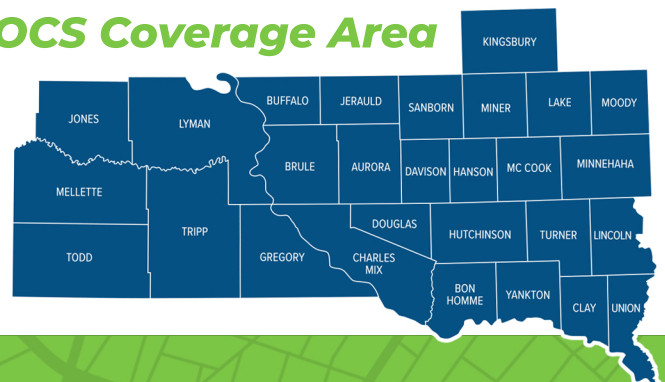 OCS Coverage Area
KINGSBURY
JONES
LYMAN
BUFFALO
JERAULD
SANBORN
MINER
LAKE
MOODY
MELLETTE
BRULE
AURORA
DAVISON
HANSON
MC COOK
MINNEHAHA
TODD
TRIPP
GREGORY
CHARLES
MIX
DOUGLAS
HUTCHINSON
TURNER
LINCOLN
BON
HOMME
YANKTON
CLAY
UNION